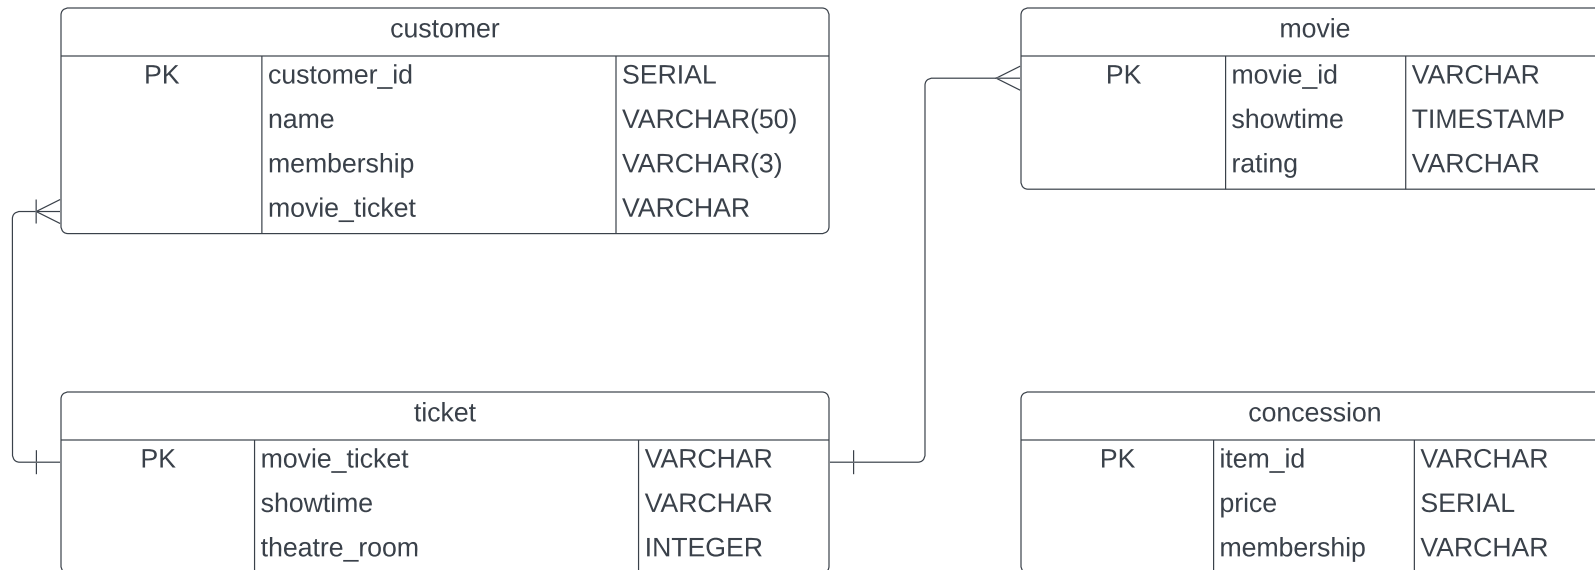 customer
PK customer_id SERIAL
name VARCHAR(50)
membership VARCHAR(3)
movie_ticket VARCHAR
movie
PK movie_id VARCHAR
showtime TIMESTAMP
rating VARCHAR
ticket
PK movie_ticket VARCHAR
showtime VARCHAR
theatre_room INTEGER
concession
PK item_id VARCHAR
price SERIAL
membership VARCHAR